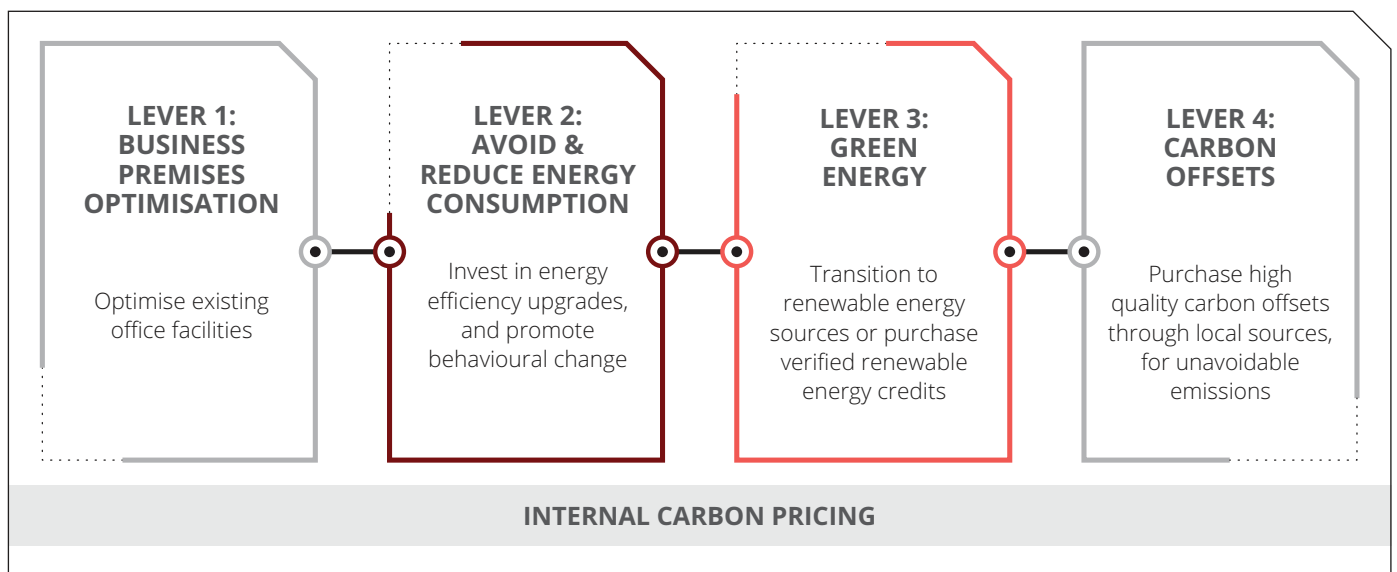 LEVER 1:
BUSINESS
PREMISES
OPTIMISATION
Optimise existing
office facilities
LEVER 2:
AVOID &
REDUCE ENERGY
CONSUMPTION
Invest in energy
efficiency upgrades,
and promote
behavioural change
LEVER 3:
GREEN
ENERGY
Transition to
renewable energy
sources or purchase
verified renewable
energy credits
LEVER 4:
CARBON
OFFSETS
Purchase high
quality carbon offsets
through local sources,
for unavoidable
emissions
INTERNAL CARBON PRICING